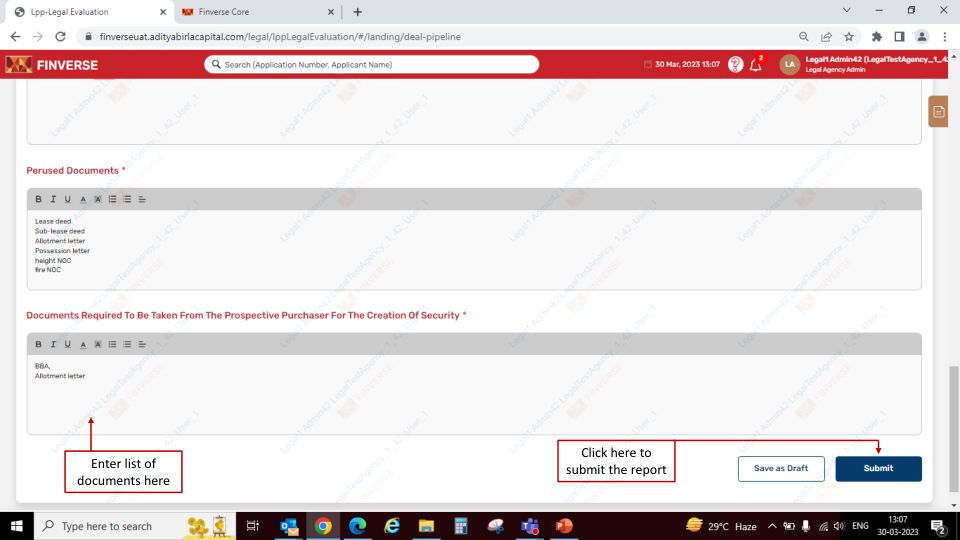 Lpp-Legal Evaluation
Finverse Core
finverseuat.adityabirlacapital.com/legal/lppLegalEvaluation/#/landing/deal-pipeline
FINVERSE
Search (Application Number, Applicant Name)
30 Mar, 2023 13:07
2
LA
Legal1 Admin42 (LegalTestAgency_1_4
Legal Agency Admin
Perused Documents *
B I U A
Lease deed
Sub-lease deed
Allotment letter
Possession letter
height NOC
fire NOC
Documents Required To Be Taken From The Prospective Purchaser For The Creation Of Security *
B I U A
BBA,
Allotment letter
Enter list of
documents here
Click here to
submit the report
Save as Draft
Submit
Type here to search
29°C Haze
ENG
13:07
30-03-2023
2